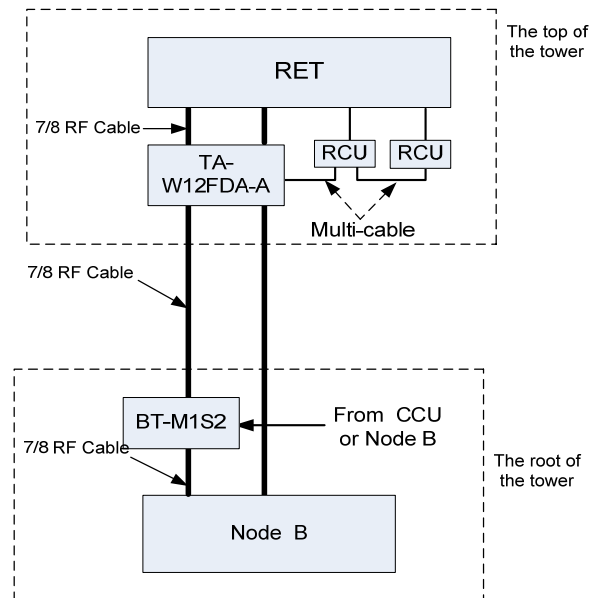 The top of
the tower
RET
7/8 RF Cable
RCU
RCU
TA-
W12FDA-A
Multi-cable
7/8 RF Cable
BT-M1S2
From CCU
or Node B
7/8 RF Cable
The root of
the tower
Node B